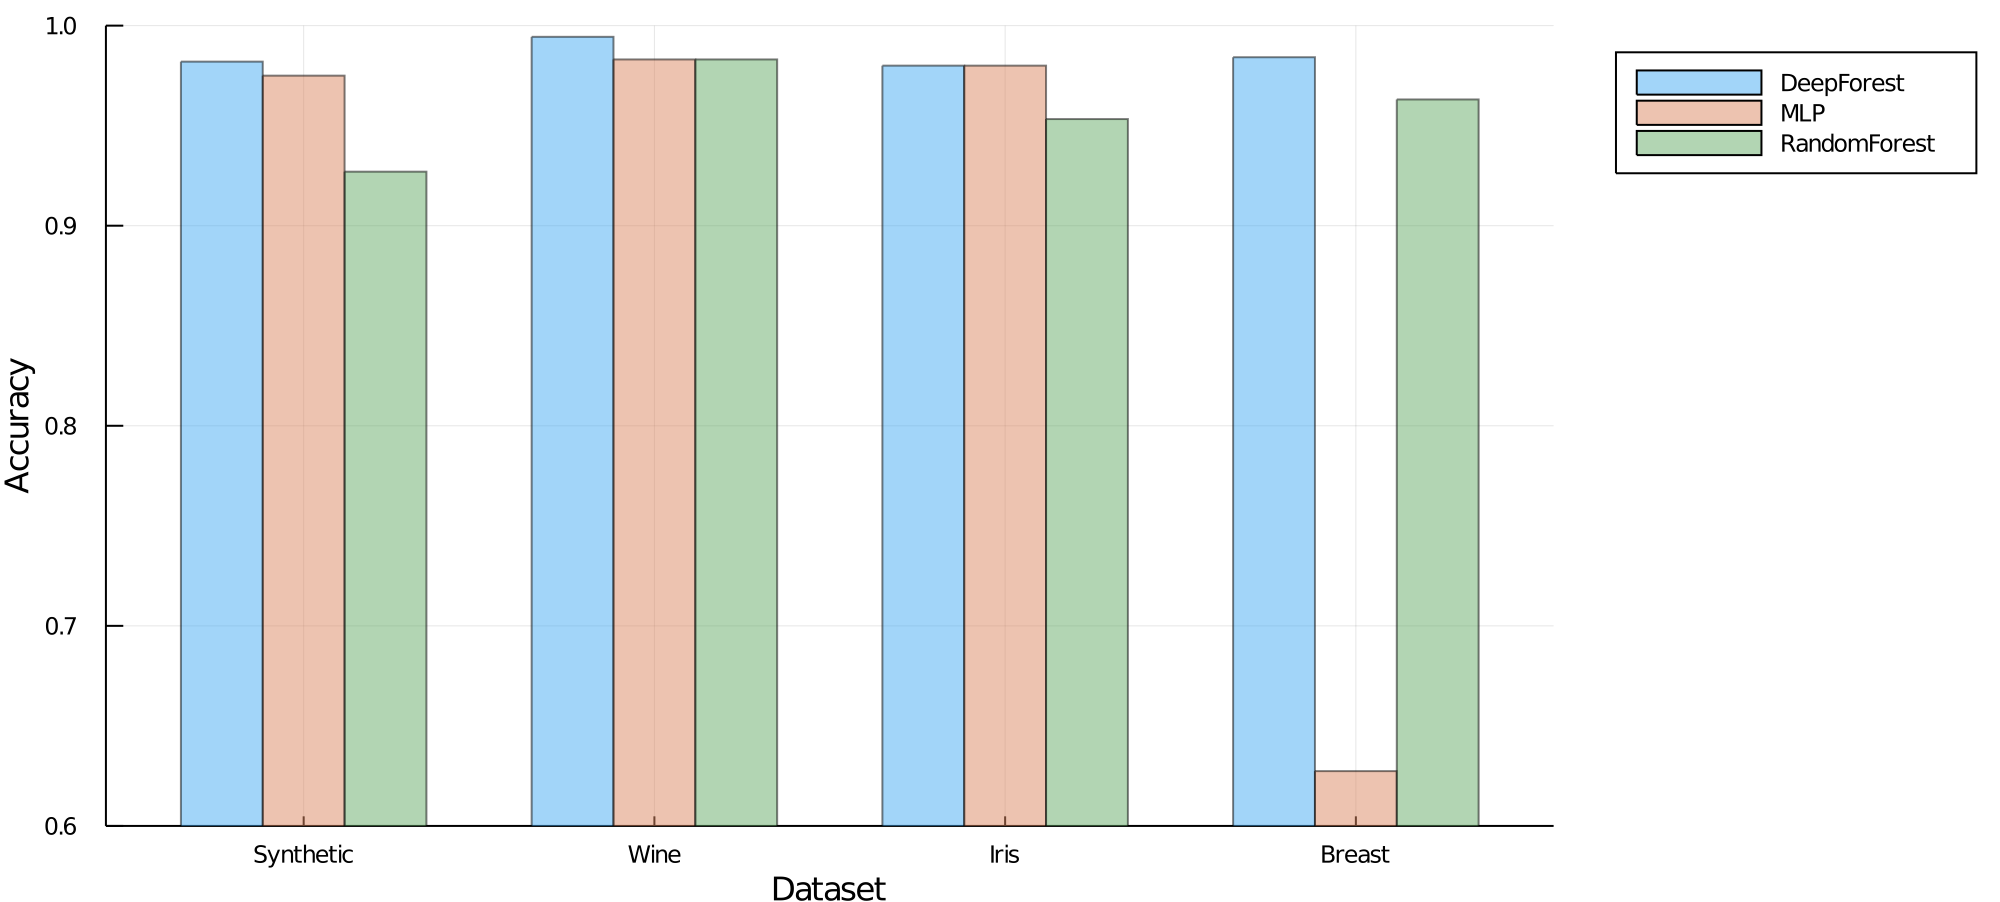 1.0
0.9
0.8
0.7
0.6
Accuracy
Synthetic
Wine
Iris
Breast
Dataset
DeepForest
MLP
RandomForest